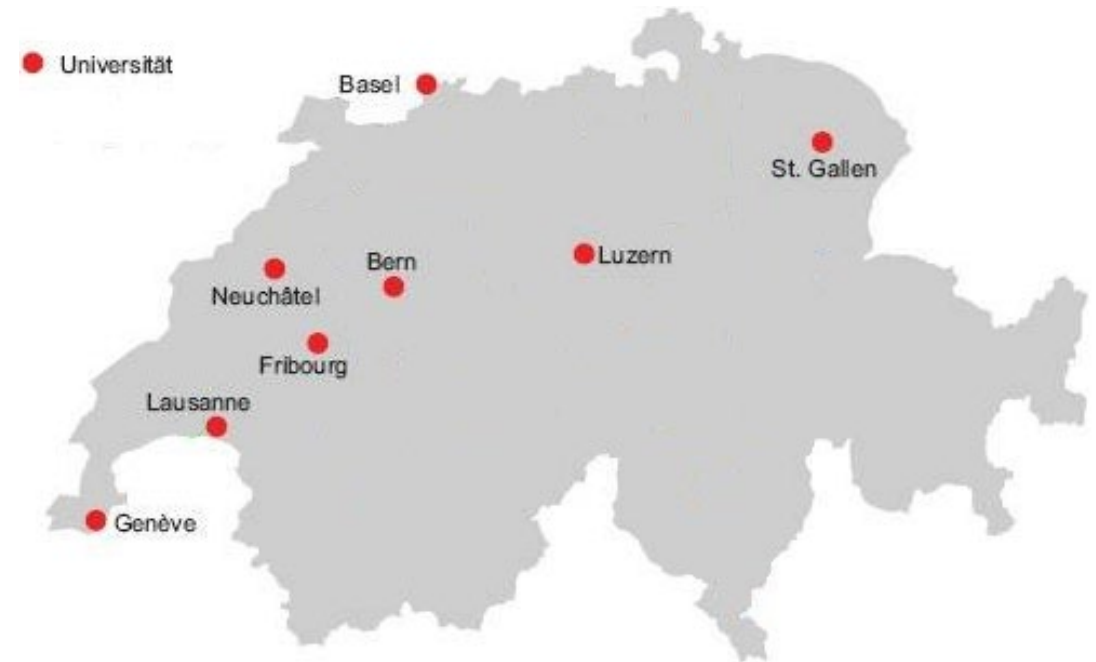 Universität
Basel
St. Gallen
Bern
Luzern
Neuchâtel
Fribourg
Lausanne
Genève